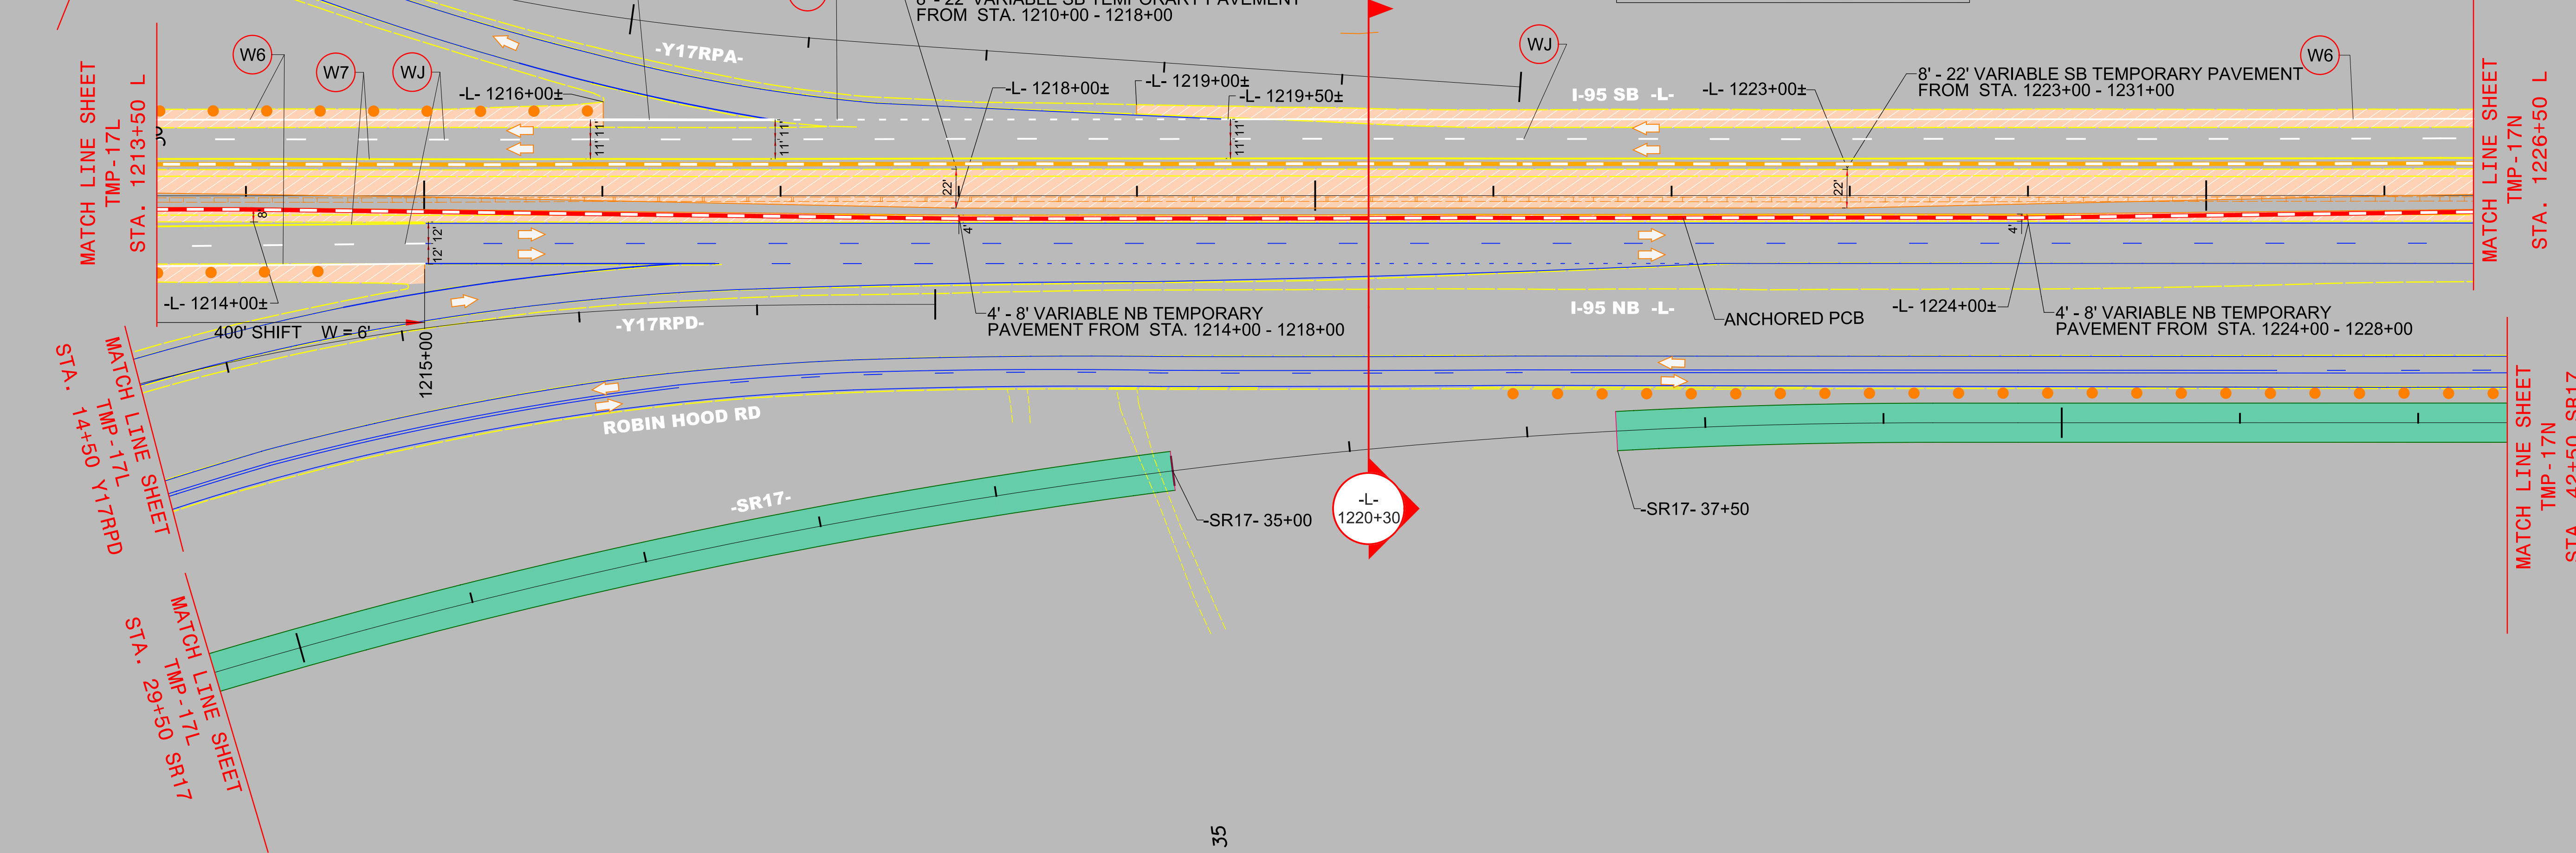 8' - 22' VARIABLE SB TEMPORARY PAVEMENT
FROM STA. 1210+00 - 1218+00
-Y17RPA-
W6
W7
WJ
-L- 1216+00±
-L- 1218+00±
-L- 1219+00±
-L- 1219+50±
WJ
I-95 SB -L-
-L- 1223+00±
8' - 22' VARIABLE SB TEMPORARY PAVEMENT
FROM STA. 1223+00 - 1231+00
W6
MATCH LINE SHEET
TMP-17L
STA. 1213+50 L
MATCH LINE SHEET
TMP-17N
STA. 1226+50 L
11' 11'
11' 11'
11' 11'
22'
22'
8'
4'
4'
12' 12'
-L- 1214+00±
400' SHIFT W = 6'
1215+00
-Y17RPD-
4' - 8' VARIABLE NB TEMPORARY
PAVEMENT FROM STA. 1214+00 - 1218+00
I-95 NB -L-
ANCHORED PCB
-L- 1224+00±
4' - 8' VARIABLE NB TEMPORARY
PAVEMENT FROM STA. 1224+00 - 1228+00
MATCH LINE SHEET
TMP-17L
STA. 14+50 Y17RPD
ROBIN HOOD RD
-SR17-
-SR17- 35+00
-L-
1220+30
-SR17- 37+50
MATCH LINE SHEET
TMP-17N
STA. 42+50 SR17
MATCH LINE SHEET
TMP-17L
STA. 29+50 SR17
35